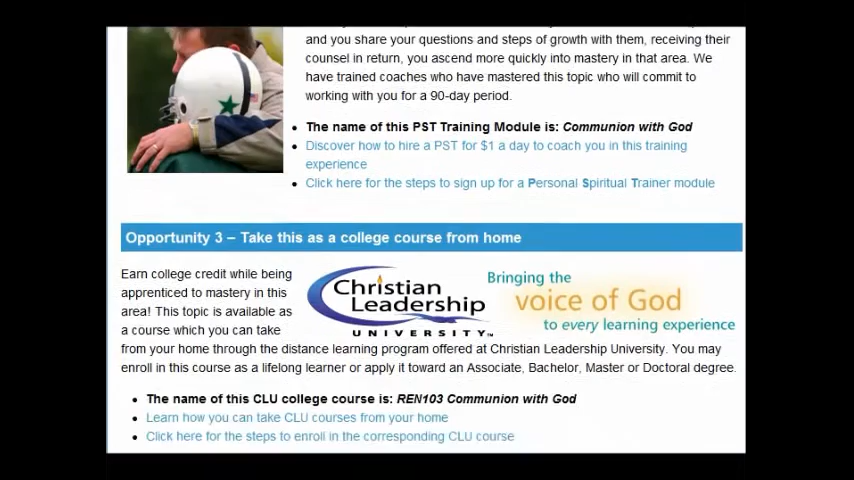 and you share your questions and steps of growth with them, receiving their
counsel in return, you ascend more quickly into mastery in that area. We
have trained coaches who have mastered this topic who will commit to
working with you for a 90-day period.
The name of this PST Training Module is: Communion with God
Discover how to hire a PST for $1 a day to coach you in this training
experience
Click here for the steps to sign up for a Personal Spiritual Trainer module
Opportunity 3 – Take this as a college course from home
Earn college credit while being
apprenticed to mastery in this
area! This topic is available as
a course which you can take
Christian
Leadership
UNIVERSITY™
Bringing the
voice of God
to every learning experience
from your home through the distance learning program offered at Christian Leadership University. You may
enroll in this course as a lifelong learner or apply it toward an Associate, Bachelor, Master or Doctoral degree.
The name of this CLU college course is: REN103 Communion with God
Learn how you can take CLU courses from your home
Click here for the steps to enroll in the corresponding CLU course